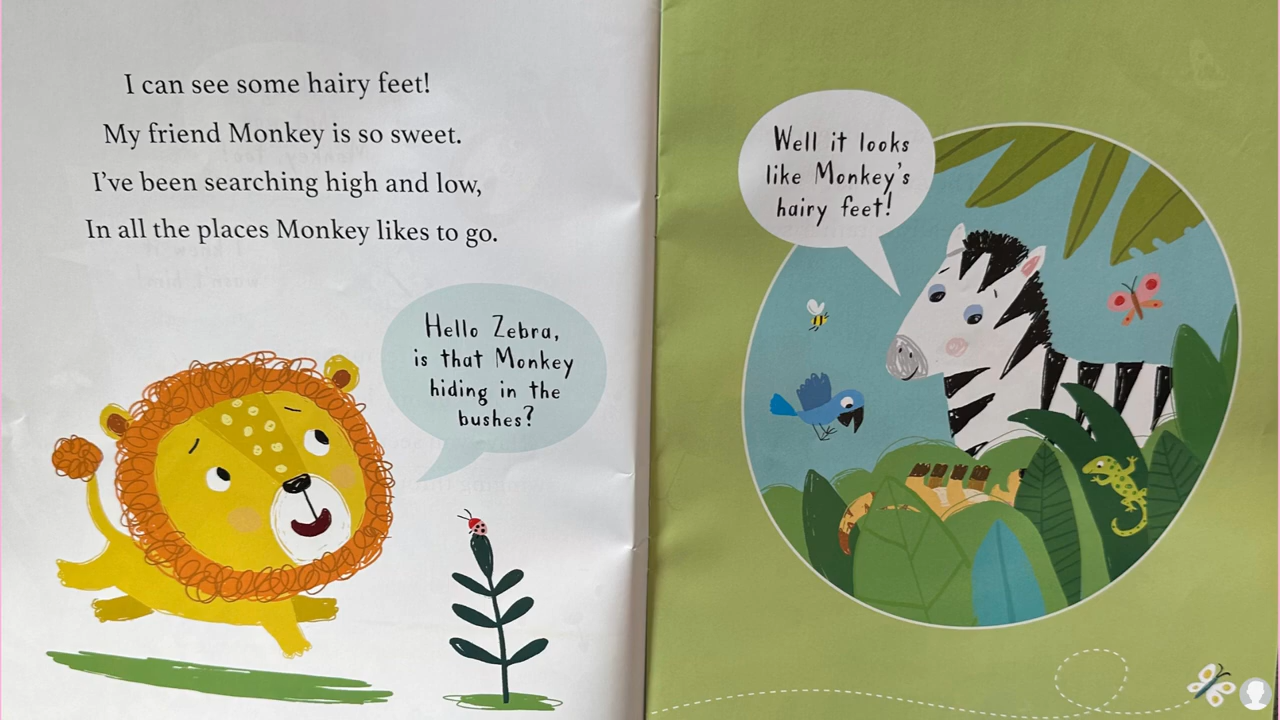 I can see some hairy feet!
My friend Monkey is so sweet.
I've been searching high and low,
In all the places Monkey likes to go.
Hello Zebra,
is that Monkey
hiding in the
bushes?
Well it looks
like Monkey's
hairy feet!